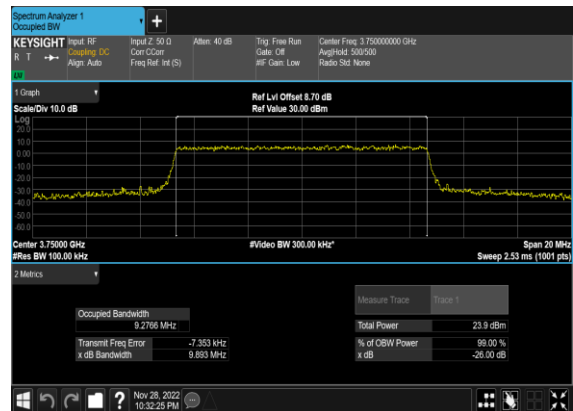 Spectrum Analyzer 1
Occupied BW
+
KEYSIGHT Input: RF Input Z: 50 Ω Atten: 40 dB Trig: Free Run Center Freq: 3.750000000 GHz
R T Coupling: DC Corr CCorr Gate: Off Avg|Hold: 500/500
Align: Auto Freq Ref: Int (S) #IF Gain: Low Radio Std: None
LW
1 Graph
Ref Lvl Offset 8.70 dB
Scale/Div 10.0 dB Ref Value 30.00 dBm
Log
20.0
10.0
0.00
-10.0
-20.0
-30.0
-40.0
-50.0
-60.0
Center 3.75000 GHz #Video BW 300.00 kHz* Span 20 MHz
#Res BW 100.00 kHz Sweep 2.53 ms (1001 pts)
2 Metrics
Measure Trace Trace 1
Occupied Bandwidth
9.2766 MHz Total Power 23.9 dBm
Transmit Freq Error -7.353 kHz % of OBW Power 99.00 %
x dB Bandwidth 9.893 MHz x dB -26.00 dB
? Nov 28, 2022
10:32:25 PM